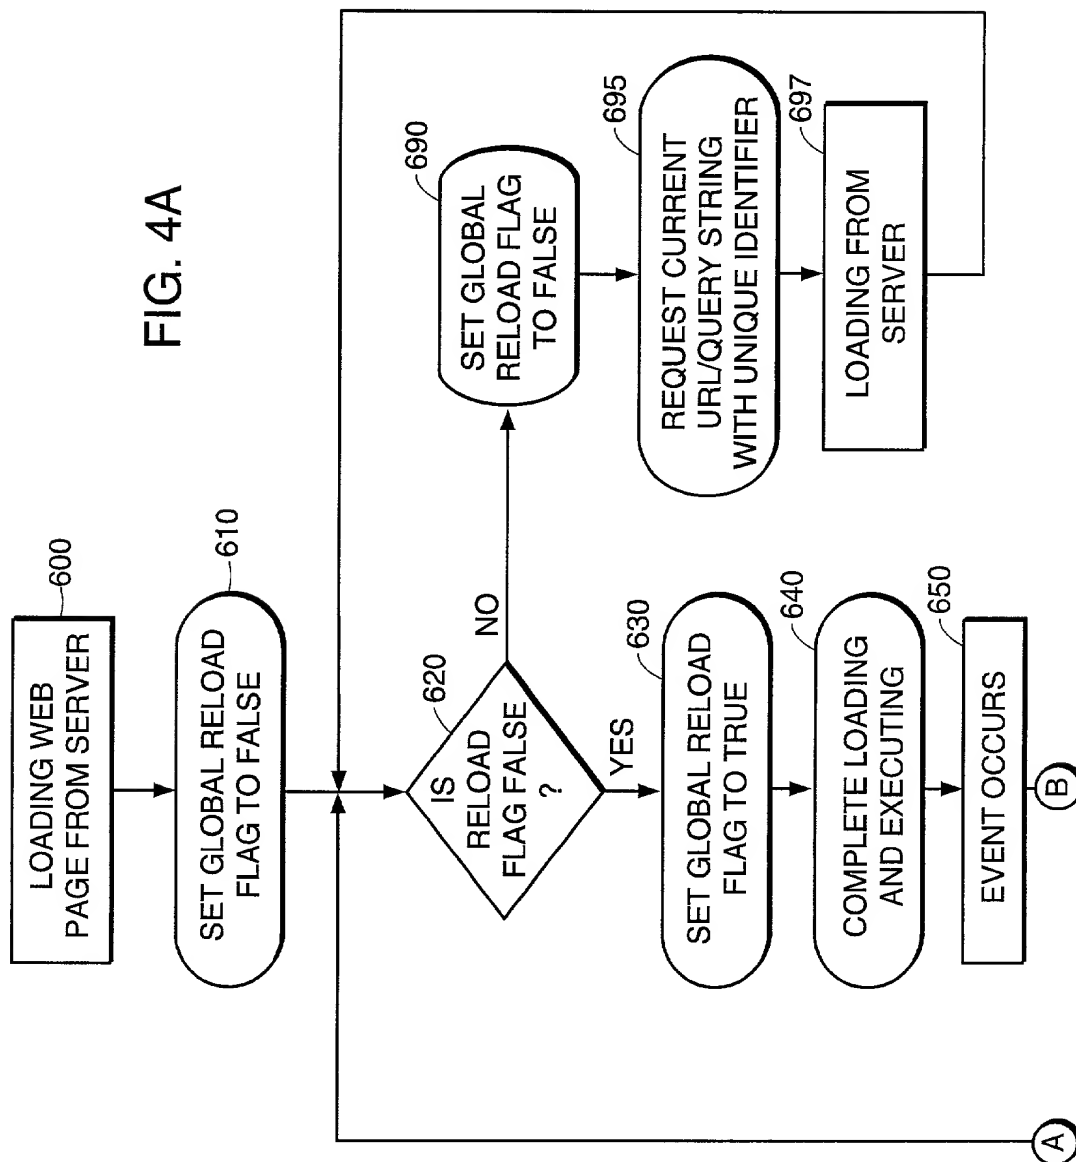 FIG. 4A
LOADING WEB
PAGE FROM SERVER
600
SET GLOBAL RELOAD
FLAG TO FALSE
610
IS
RELOAD
FLAG FALSE
?
620
NO
YES
SET GLOBAL
RELOAD FLAG
TO FALSE
690
REQUEST CURRENT
URL/QUERY STRING
WITH UNIQUE IDENTIFIER
695
LOADING FROM
SERVER
697
SET GLOBAL RELOAD
FLAG TO TRUE
630
COMPLETE LOADING
AND EXECUTING
640
EVENT OCCURS
650
A
B